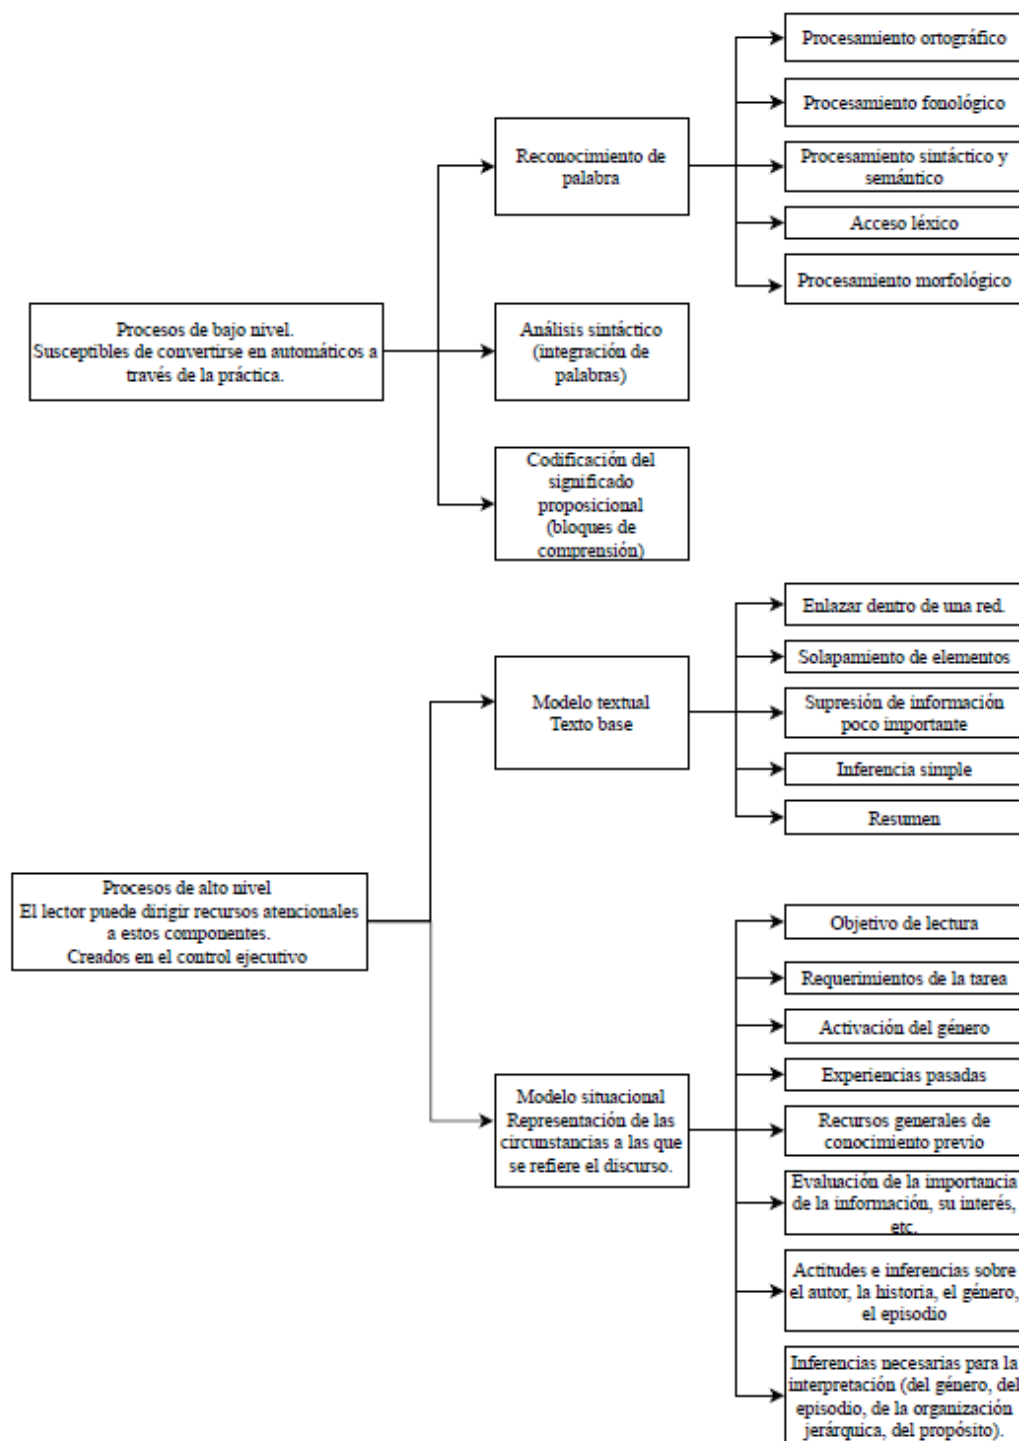 Procesos de bajo nivel.
Susceptibles de convertirse en automáticos a
través de la práctica.
Reconocimiento de
palabra
Procesamiento ortográfico
Procesamiento fonológico
Procesamiento sintáctico y
semántico
Acceso léxico
Procesamiento morfológico
Análisis sintáctico
(integración de
palabras)
Codificación del
significado
proposicional
(bloques de
comprensión)
Procesos de alto nivel
El lector puede dirigir recursos atencionales
a estos componentes.
Creados en el control ejecutivo
Modelo textual
Texto base
Enlazar dentro de una red.
Solapamiento de elementos
Supresión de información
poco importante
Inferencia simple
Resumen
Modelo situacional
Representación de las
circunstancias a las que
se refiere el discurso.
Objetivo de lectura
Requerimientos de la tarea
Activación del género
Experiencias pasadas
Recursos generales de
conocimiento previo
Evaluación de la importancia
de la información, su interés,
etc.
Actitudes e inferencias sobre
el autor, la historia, el género,
el episodio
Inferencias necesarias para la
interpretación (del género, del
episodio, de la organización
jerárquica, del propósito).